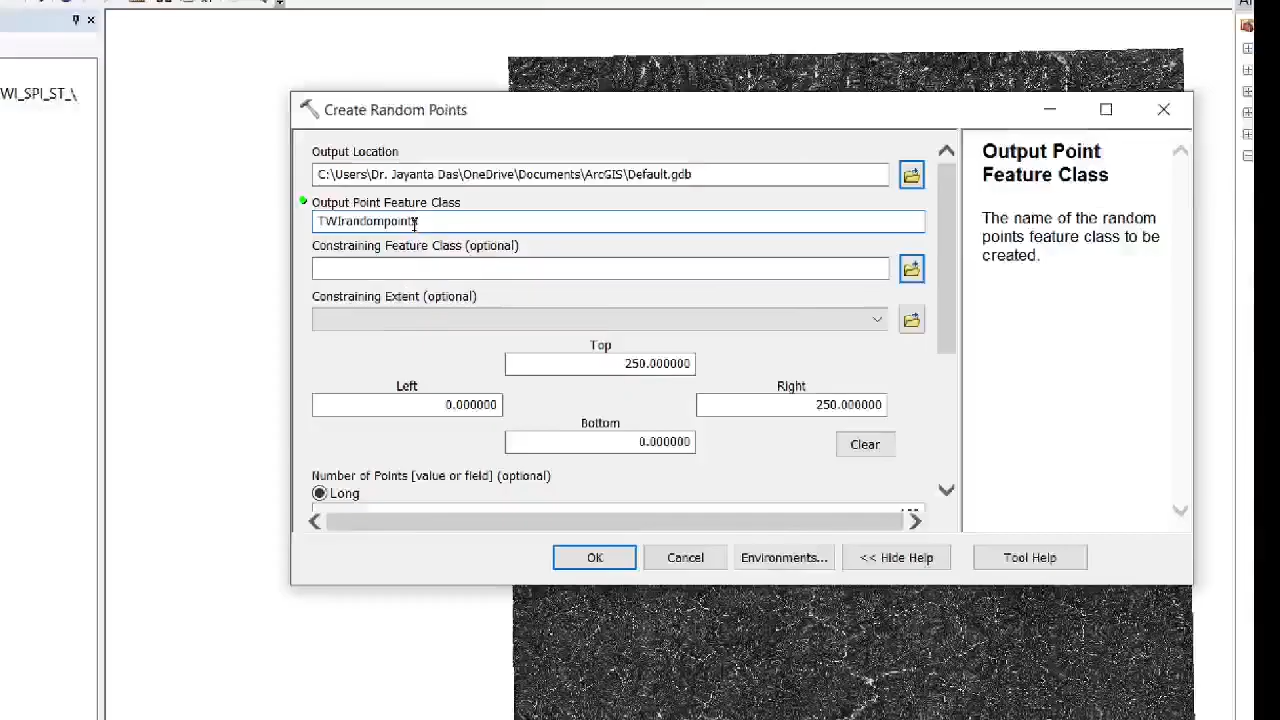 WI_SPI_ST_\
Create Random Points
Output Location
C:\Users\Dr. Jayanta Das\OneDrive\Documents\ArcGIS\Default.gdb
Output Point Feature Class
TWIrandompoints
Constraining Feature Class (optional)
Constraining Extent (optional)
Top
250.000000
Left
Right
0.000000
250.000000
Bottom
0.000000
Clear
Number of Points [value or field] (optional)
Long
OK
Cancel
Environments...
<< Hide Help
Tool Help
Output Point
Feature Class
The name of the random
points feature class to be
created.